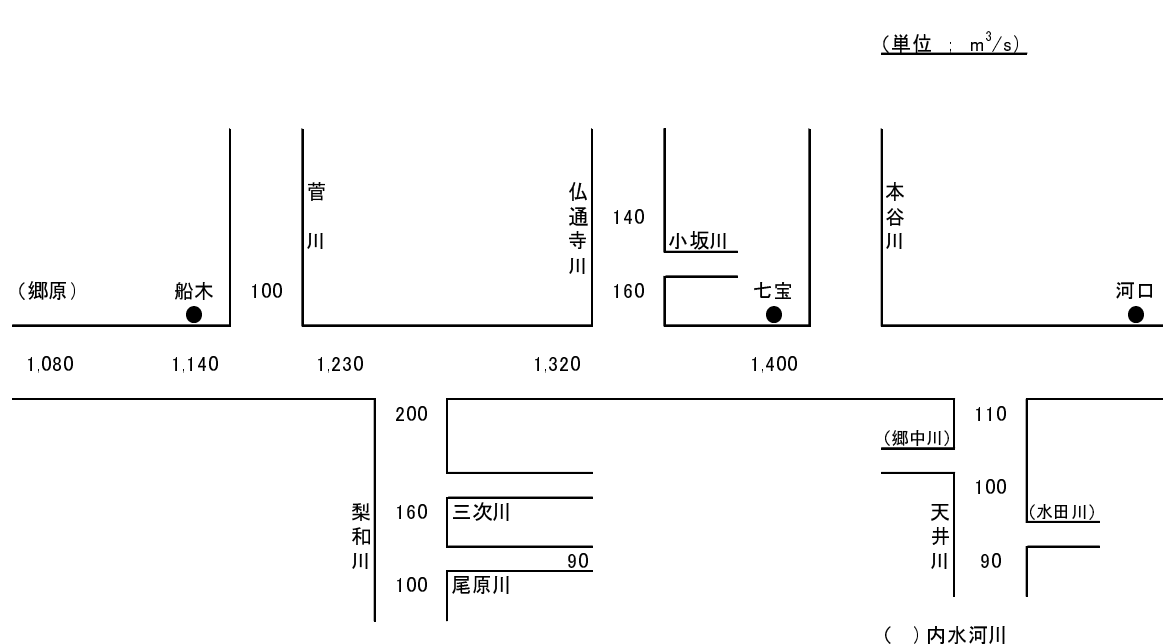 (単位 ; m³/s)
菅川
仏通寺川
140
小坂川
本谷川
(郷原)
船木
100
160
七宝
河口
1,080
1,140
1,230
1,320
1,400
200
110
(郷中川)
梨和川
160
三次川
100
天井川
(水田川)
90
90
100
尾原川
( )内水河川